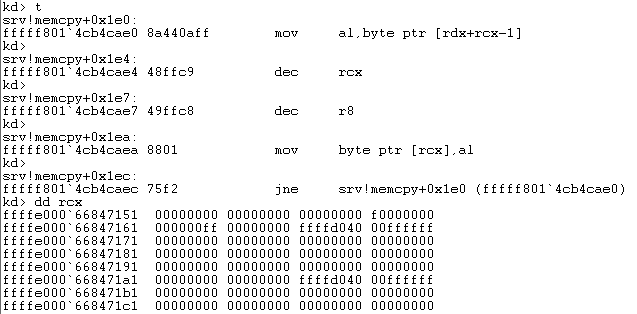 kd> t
srv!memcpy+0x1e0:
fffff801`4cb4cae0 8a440aff        mov     al,byte ptr [rdx+rcx-1]
kd>
srv!memcpy+0x1e4:
fffff801`4cb4cae4 48ffc9          dec     rcx
kd>
srv!memcpy+0x1e7:
fffff801`4cb4cae7 49ffc8          dec     r8
kd>
srv!memcpy+0x1ea:
fffff801`4cb4caea 8801            mov     byte ptr [rcx],al
kd>
srv!memcpy+0x1ec:
fffff801`4cb4caec 75f2            jne     srv!memcpy+0x1e0 (fffff801`4cb4cae0)
kd> dd rcx
ffffe000`66847151  00000000 00000000 00000000 f0000000
ffffe000`66847161  000000ff 00000000 ffffd040 00ffffff
ffffe000`66847171  00000000 00000000 00000000 00000000
ffffe000`66847181  00000000 00000000 00000000 00000000
ffffe000`66847191  00000000 00000000 00000000 00000000
ffffe000`668471a1  00000000 00000000 ffffd040 00ffffff
ffffe000`668471b1  00000000 00000000 00000000 00000000
ffffe000`668471c1  00000000 00000000 00000000 00000000